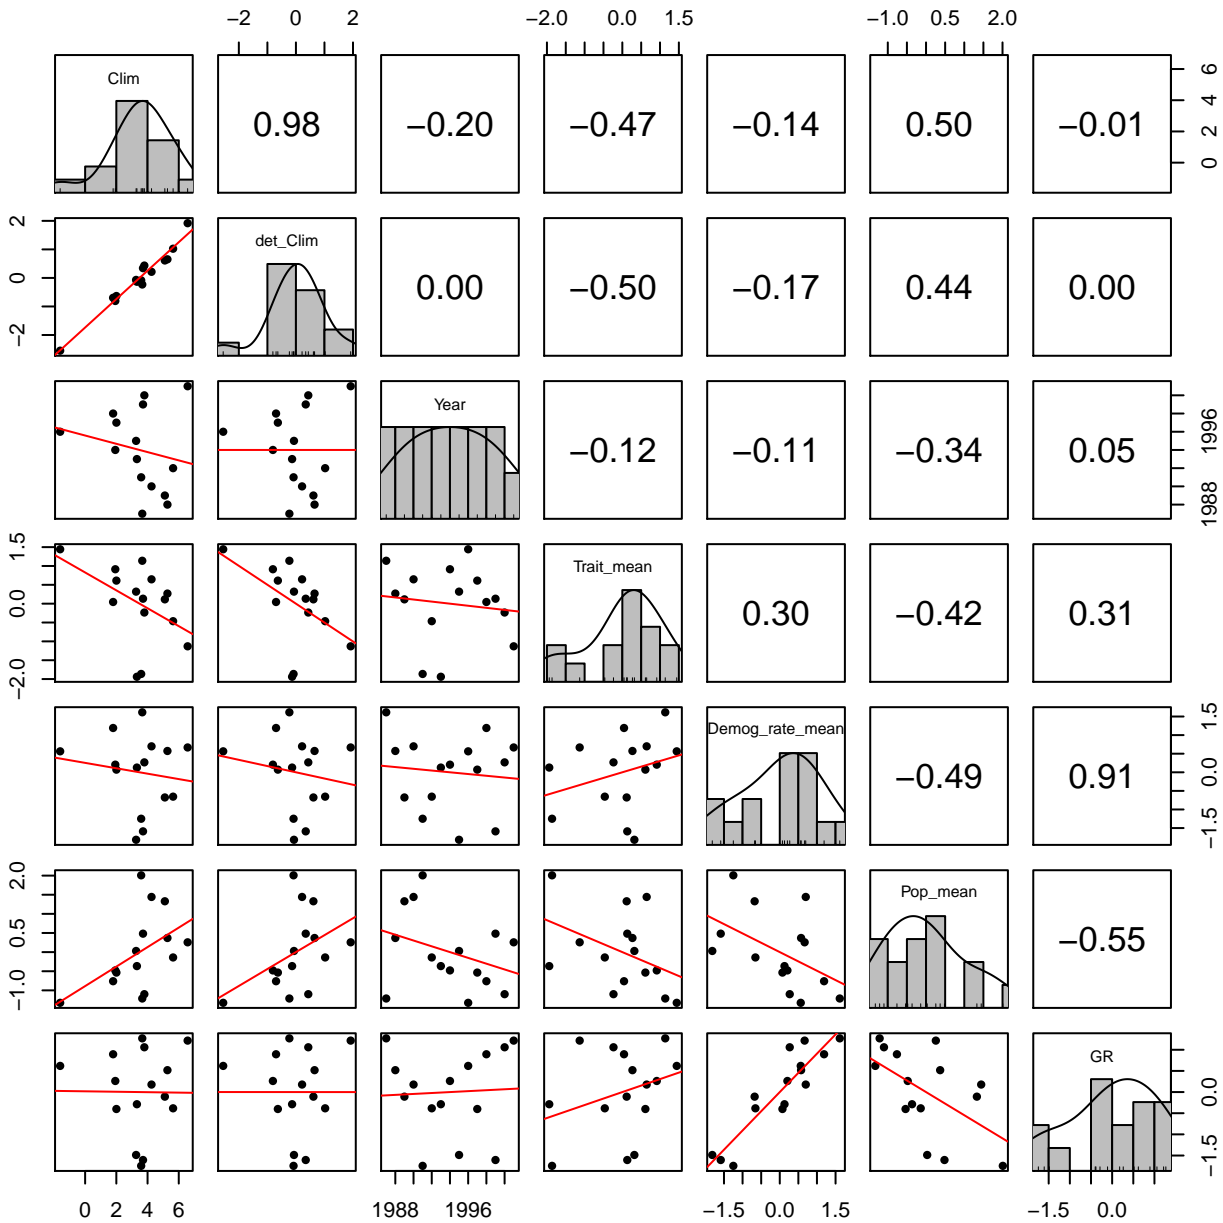 −2 0 2 −2.0 0.0 1.5 −1.0 0.5 2.0
Clim 0.98 −0.20 −0.47 −0.14 0.50 −0.01 0 2 4 6
−2 0 2 det_Clim 0.00 −0.50 −0.17 0.44 0.00
Year −0.12 −0.11 −0.34 0.05 1988 1996
−2.0 0.0 1.5 Trait_mean 0.30 −0.42 0.31
Demog_rate_mean −0.49 0.91 −1.5 0.0 1.5
−1.0 0.5 2.0 Pop_mean −0.55
GR −1.5 0.0
0 2 4 6 1988 1996 −1.5 0.0 1.5 −1.5 0.0